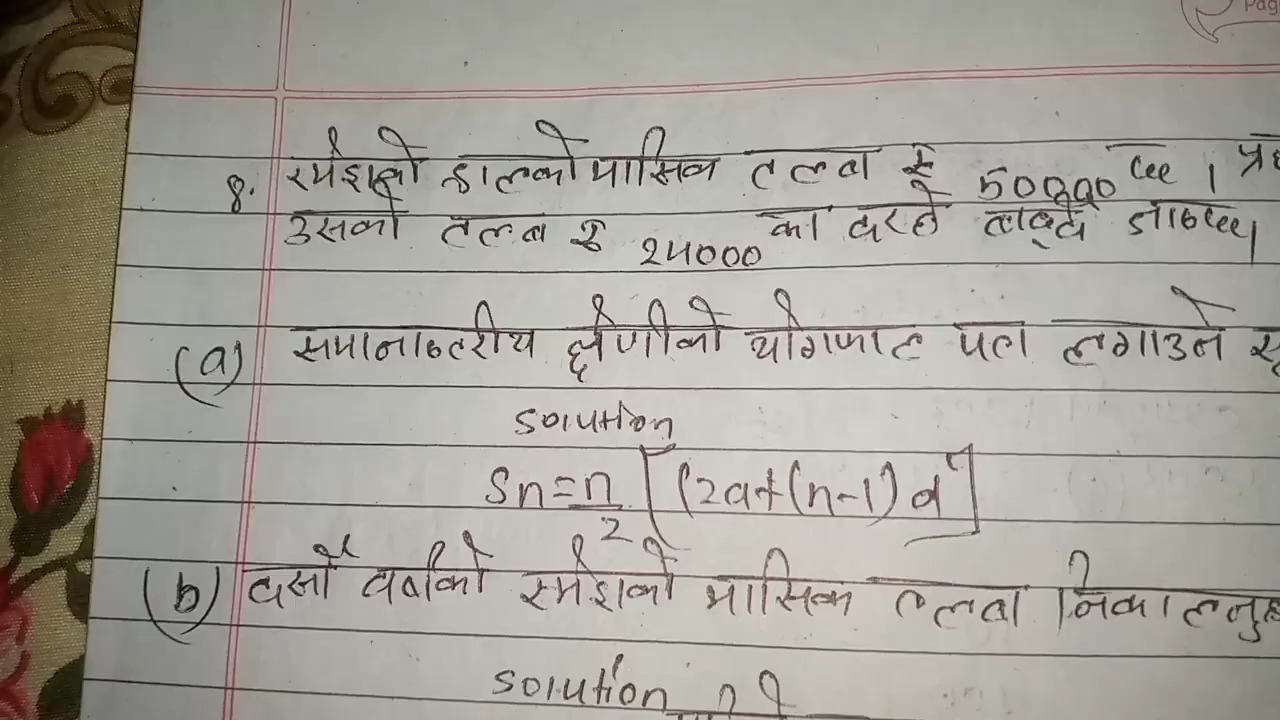 Pag
8. रमेशको हालको मासिक तलब रु 50000 छ । प्र
उसको तलब रु 24000 का दरले बढ्दै जान्छ।
(a) समानान्तरीय श्रेणीको योगफल पत्ता लगाउने सू
solution
Sn = n/2 [(2a+(n-1)d]
(b) दसौं वर्षको रमेशको मासिक तलब निकाल्नुह
solution